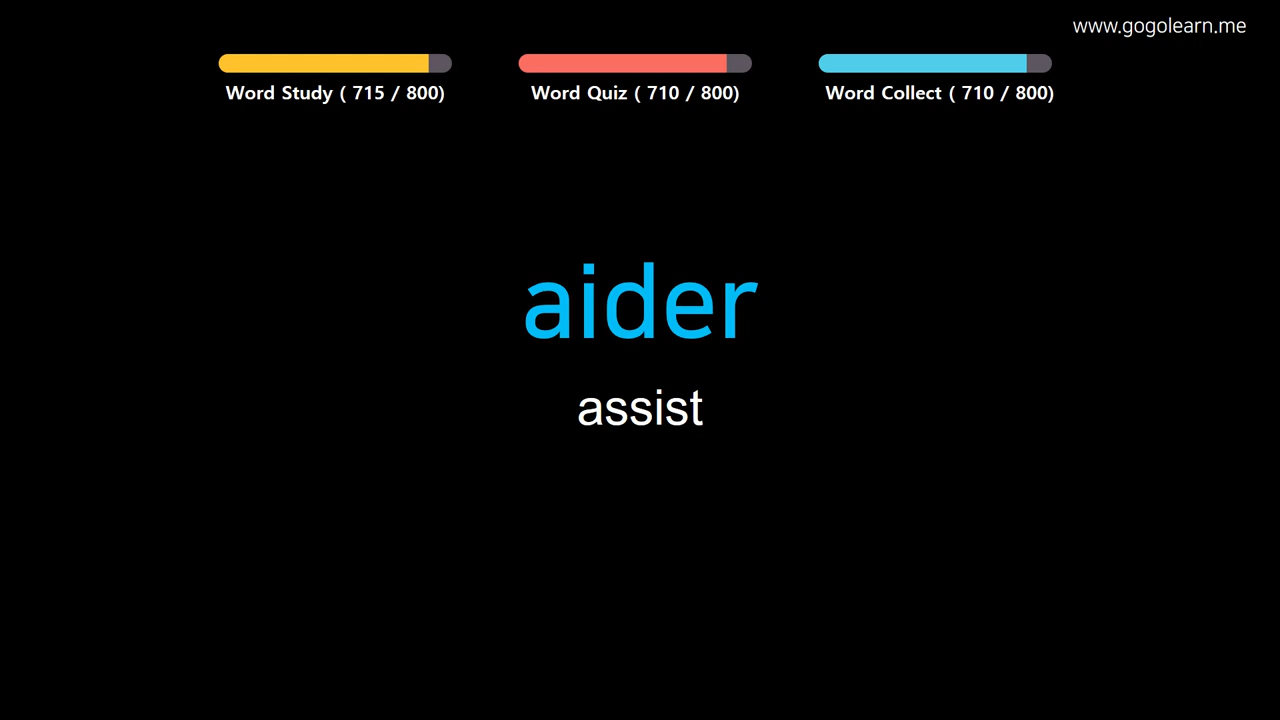 www.gogolearn.me
Word Study ( 715 / 800)
Word Quiz ( 710 / 800)
Word Collect ( 710 / 800)
aider
assist